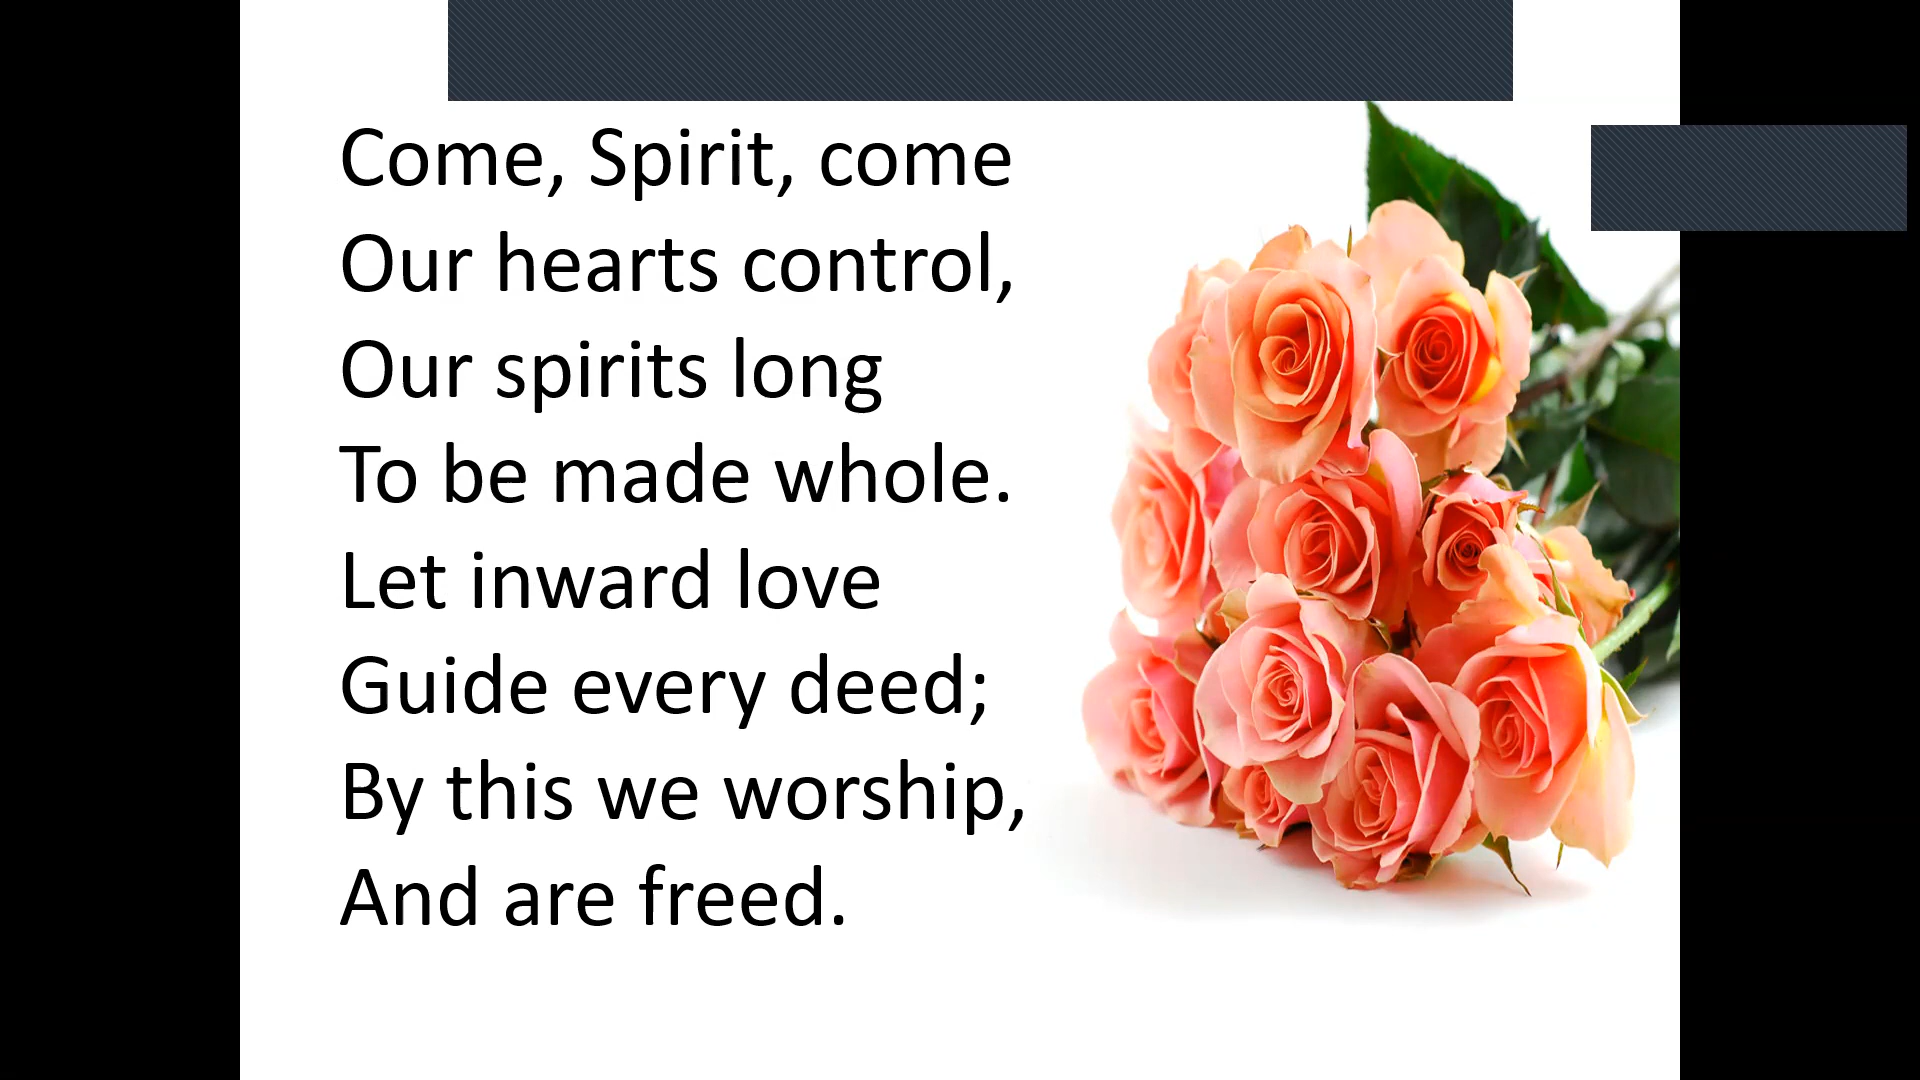 Come, Spirit, come
Our hearts control,
Our spirits long
To be made whole.
Let inward love
Guide every deed;
By this we worship,
And are freed.